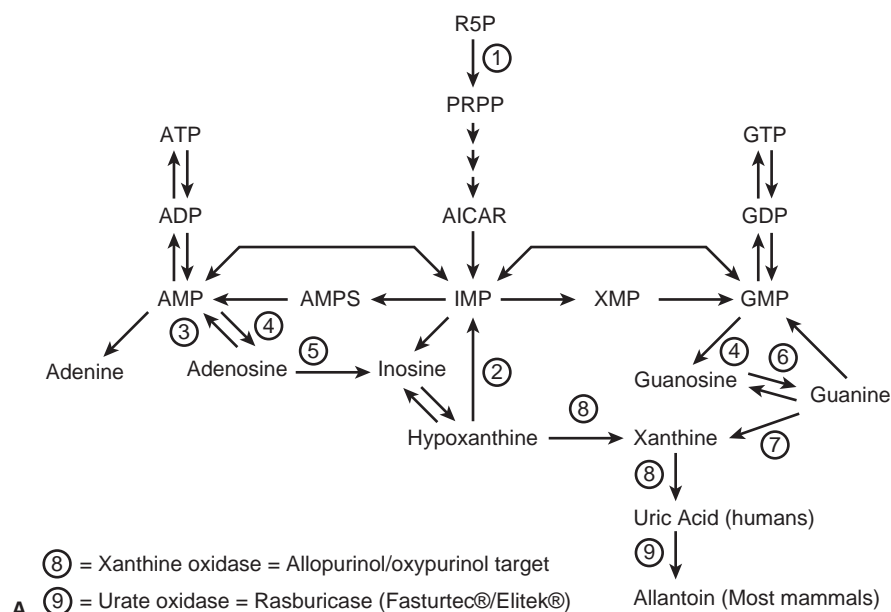 R5P
①
PRPP
ATP GTP
ADP AICAR GDP
AMP AMPS IMP XMP GMP
③ ④ ④ ⑥
Adenine Adenosine ⑤ Inosine ② Guanosine Guanine
Hypoxanthine ⑧ Xanthine ⑦
⑧
Uric Acid (humans)
⑧ = Xanthine oxidase = Allopurinol/oxypurinol target
⑨
A ⑨ = Urate oxidase = Rasburicase (Fasturtec®/Elitek®) Allantoin (Most mammals)